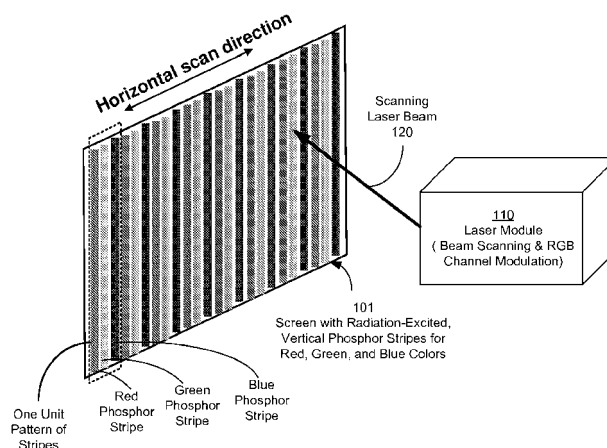 Horizontal scan direction
Scanning
Laser Beam
120
110
Laser Module
( Beam Scanning & RGB
Channel Modulation)
101
Screen with Radiation-Excited,
Vertical Phosphor Stripes for
Red, Green, and Blue Colors
One Unit
Pattern of
Stripes
Red
Phosphor
Stripe
Green
Phosphor
Stripe
Blue
Phosphor
Stripe